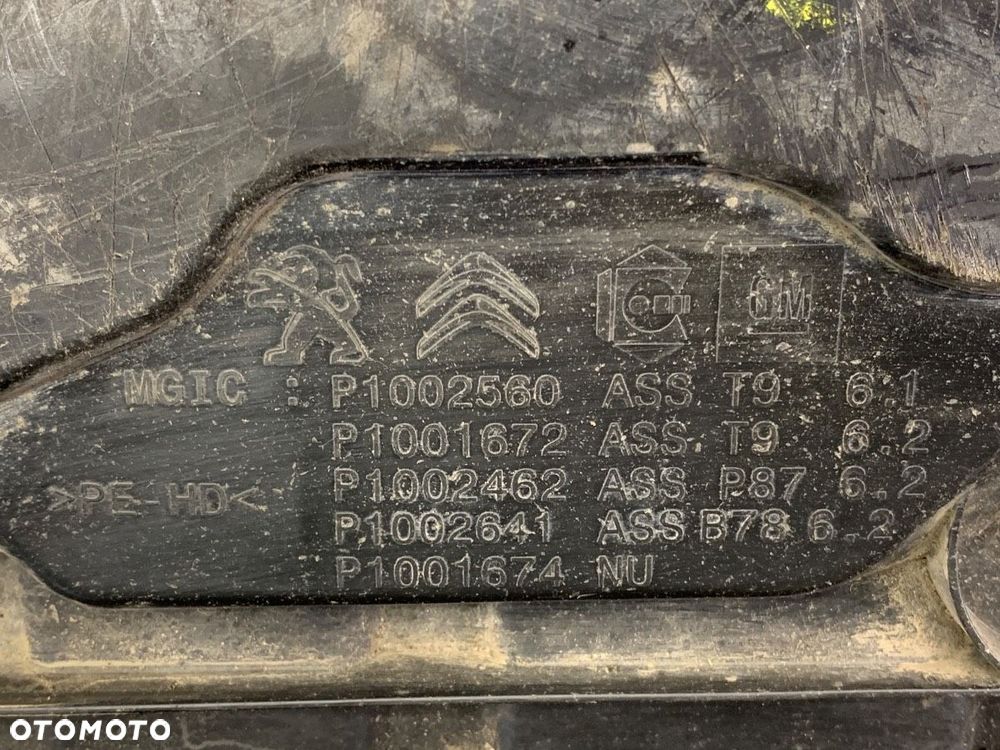 GM
MGIC : P1002560 ASS T9 6.1
P1001672 ASS T9 6.2
>PE-HD< P1002462 ASS P87 6.2
P1002641 ASS B78 6.2
P1001674 NU
OTOMOTO